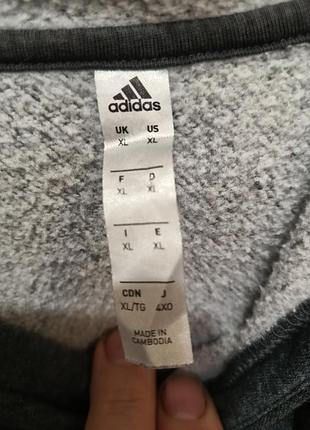 adidas
UK US
XL XL
F D
XL XL
I E
XL XL
CDN J
XL/TG 4XO
MADE IN
CAMBODIA